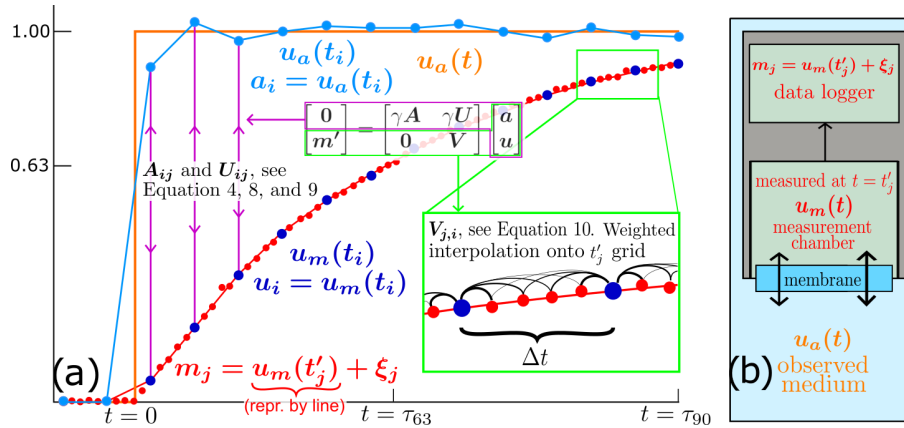 1.00
0.63
u_a(t_i)
a_i = u_a(t_i)
u_a(t)
[0; m'] = [γA γU; 0 V] [a; u]
A_ij and U_ij, see
Equation 4, 8, and 9
u_m(t_i)
u_i = u_m(t_i)
V_j,i, see Equation 10. Weighted
interpolation onto t'_j grid
Δt
m_j = u_m(t'_j) + ξ_j
(repr. by line)
(a)
t = 0
t = τ_63
t = τ_90
m_j = u_m(t'_j) + ξ_j
data logger
measured at t = t'_j
u_m(t)
measurement
chamber
membrane
u_a(t)
observed
medium
(b)